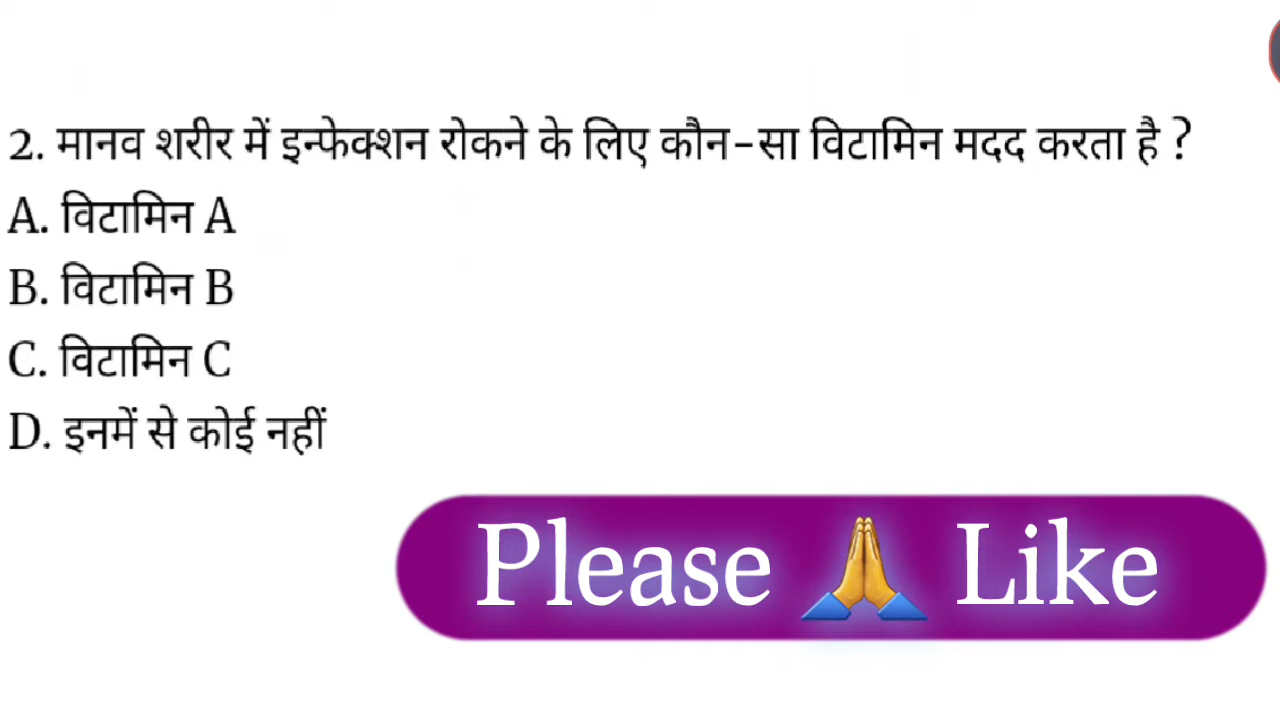 2. मानव शरीर में इन्फेक्शन रोकने के लिए कौन-सा विटामिन मदद करता है ?
A. विटामिन A
B. विटामिन B
C. विटामिन C
D. इनमें से कोई नहीं
Please 🙏 Like